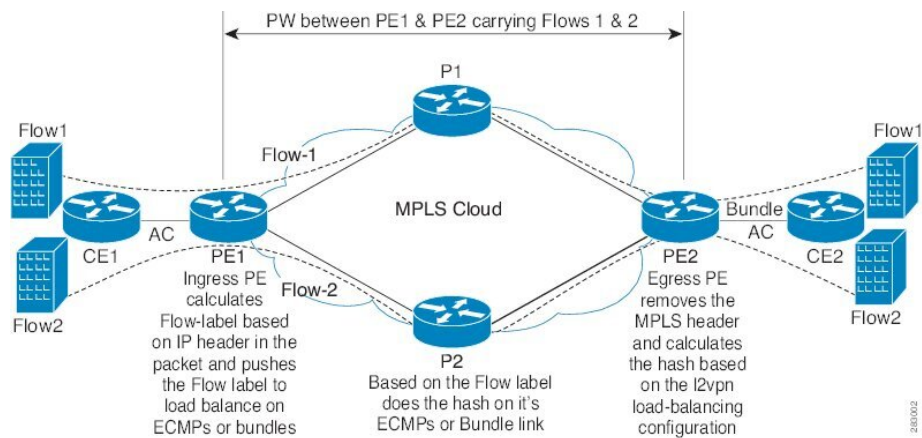 PW between PE1 & PE2 carrying Flows 1 & 2
P1
Flow1
Flow-1
Flow1
MPLS Cloud
Bundle
AC
AC
CE1
PE1
PE2
CE2
Flow2
Flow-2
Flow2
Ingress PE
calculates
Flow-label based
on IP header in the
packet and pushes
the Flow label to
load balance on
ECMPs or bundles
P2
Based on the Flow label
does the hash on it's
ECMPs or Bundle link
Egress PE
removes the
MPLS header
and calculates
the hash based
on the l2vpn
load-balancing
configuration